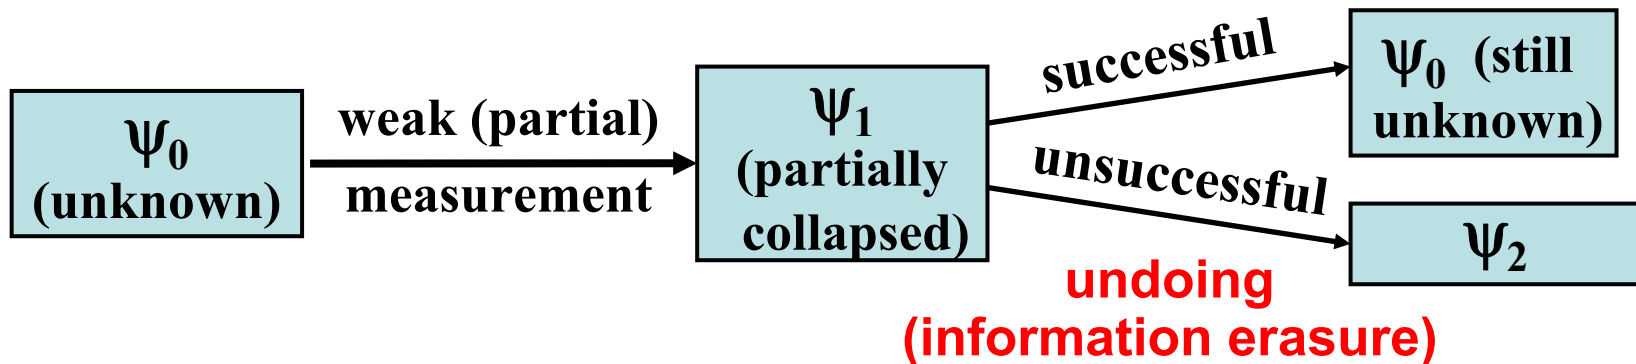 ψ₀
(unknown)
weak (partial)
measurement
ψ₁
(partially
collapsed)
successful
unsuccessful
undoing
(information erasure)
ψ₀ (still
unknown)
ψ₂